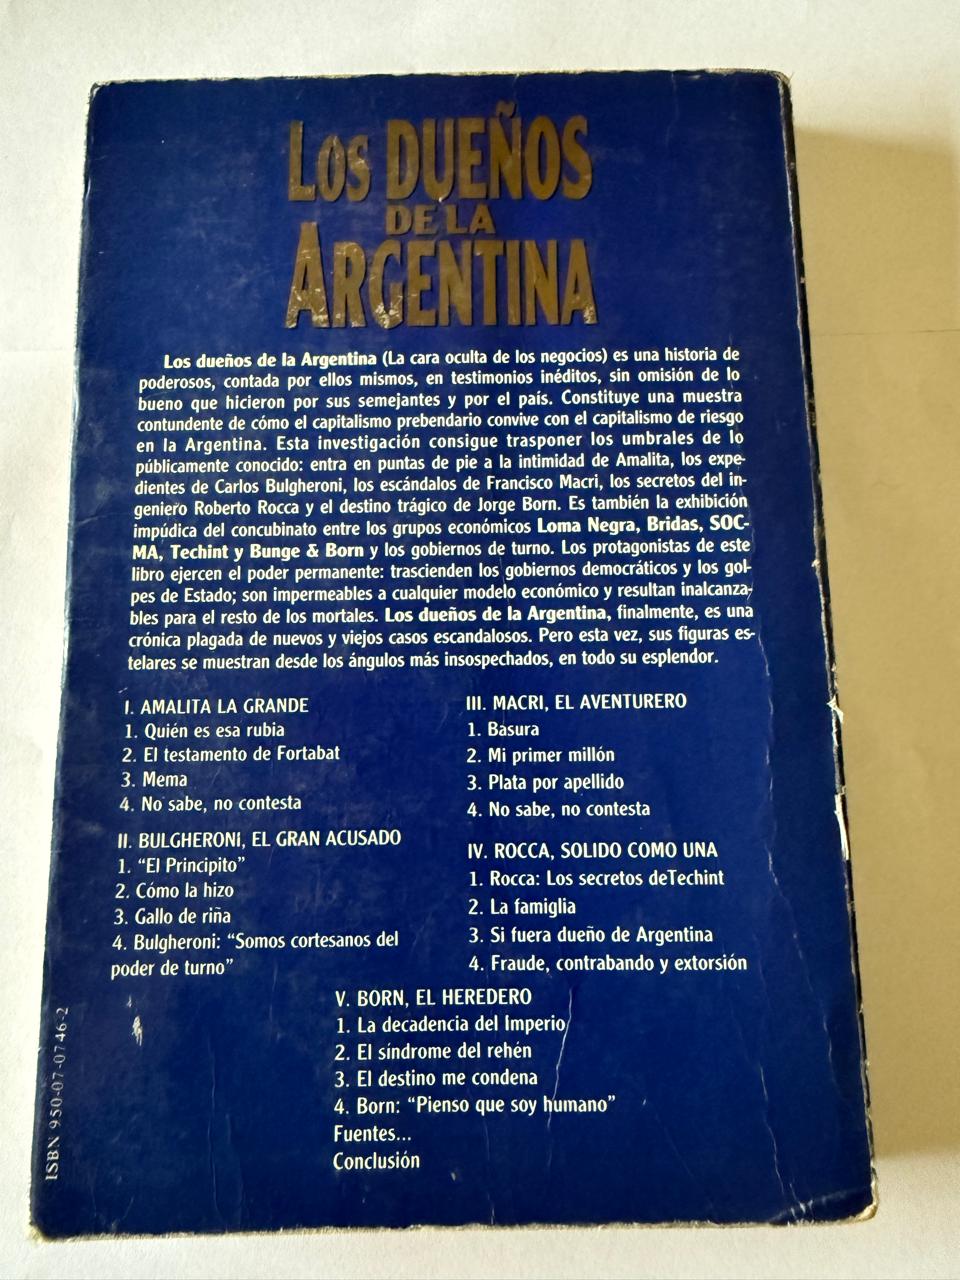 LOS DUEÑOS
DE LA
ARGENTINA
Los dueños de la Argentina (La cara oculta de los negocios) es una historia de
poderosos, contada por ellos mismos, en testimonios inéditos, sin omisión de lo
bueno que hicieron por sus semejantes y por el país. Constituye una muestra
contundente de cómo el capitalismo prebendario convive con el capitalismo de riesgo
en la Argentina. Esta investigación consigue trasponer los umbrales de lo
públicamente conocido: entra en puntas de pie a la intimidad de Amalita, los expe-
dientes de Carlos Bulgheroni, los escándalos de Francisco Macri, los secretos del in-
geniero Roberto Rocca y el destino trágico de Jorge Born. Es también la exhibición
impúdica del concubinato entre los grupos económicos Loma Negra, Bridas, SOC-
MA, Techint y Bunge & Born y los gobiernos de turno. Los protagonistas de este
libro ejercen el poder permanente: trascienden los gobiernos democráticos y los gol-
pes de Estado; son impermeables a cualquier modelo económico y resultan inalcanza-
bles para el resto de los mortales. Los dueños de la Argentina, finalmente, es una
crónica plagada de nuevos y viejos casos escandalosos. Pero esta vez, sus figuras es-
telares se muestran desde los ángulos más insospechados, en todo su esplendor.
I. AMALITA LA GRANDE
1. Quién es esa rubia
2. El testamento de Fortabat
3. Mema
4. No sabe, no contesta
II. BULGHERONI, EL GRAN ACUSADO
1. "El Principito"
2. Cómo la hizo
3. Gallo de riña
4. Bulgheroni: "Somos cortesanos del
poder de turno"
III. MACRI, EL AVENTURERO
1. Basura
2. Mi primer millón
3. Plata por apellido
4. No sabe, no contesta
IV. ROCCA, SOLIDO COMO UNA
1. Rocca: Los secretos deTechint
2. La famiglia
3. Si fuera dueño de Argentina
4. Fraude, contrabando y extorsión
V. BORN, EL HEREDERO
1. La decadencia del Imperio
2. El síndrome del rehén
3. El destino me condena
4. Born: "Pienso que soy humano"
Fuentes...
Conclusión
ISBN 950-07-0746-2